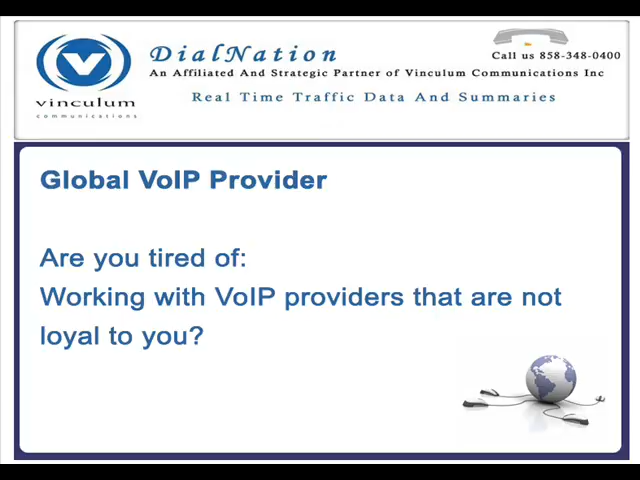 DialNation
Call us 858-348-0400
An Affiliated And Strategic Partner of Vinculum Communications Inc
vinculum
communications
Real Time Traffic Data And Summaries
Global VoIP Provider
Are you tired of:
Working with VoIP providers that are not
loyal to you?